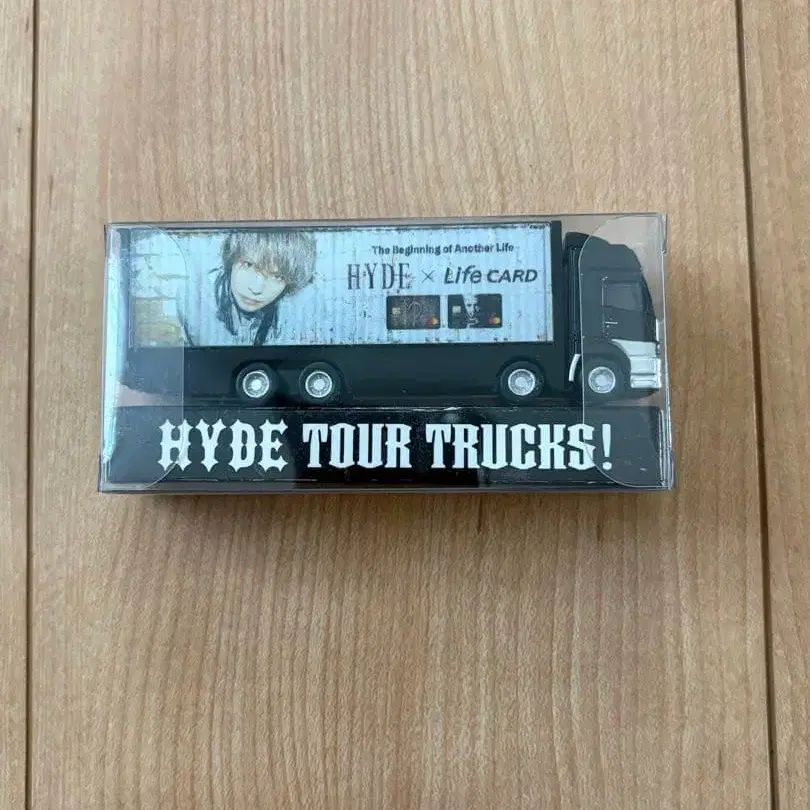 The Beginning of Another Life
HYDE × Life CARD
HYDE TOUR TRUCKS!